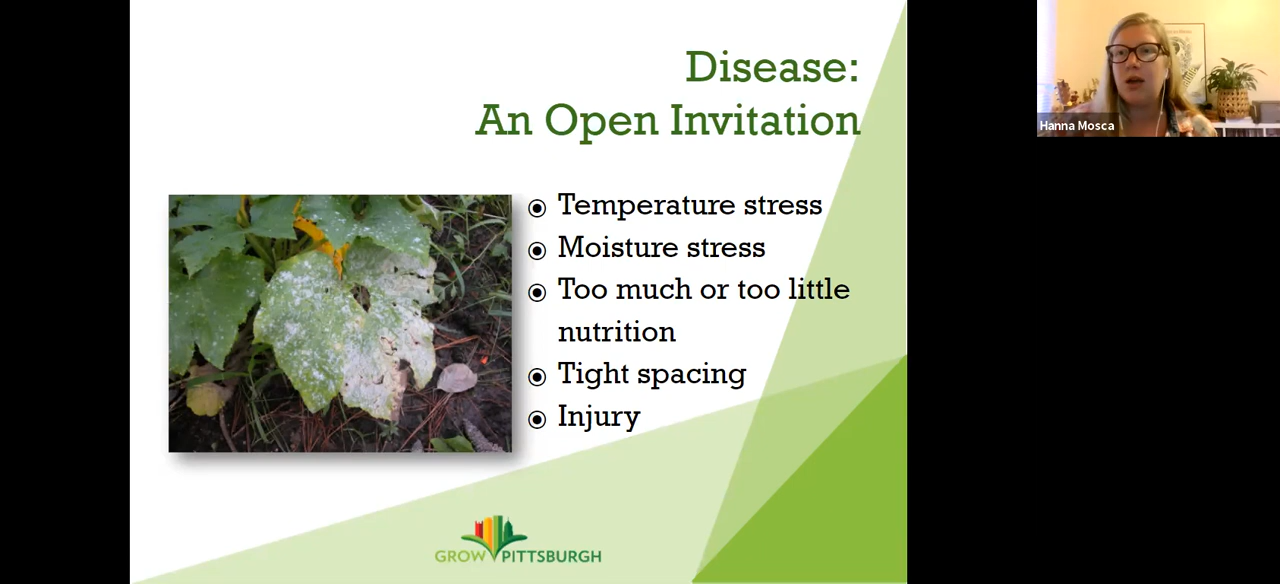 Disease:
An Open Invitation
Temperature stress
Moisture stress
Too much or too little
nutrition
Tight spacing
Injury
GROW PITTSBURGH
Hanna Mosca